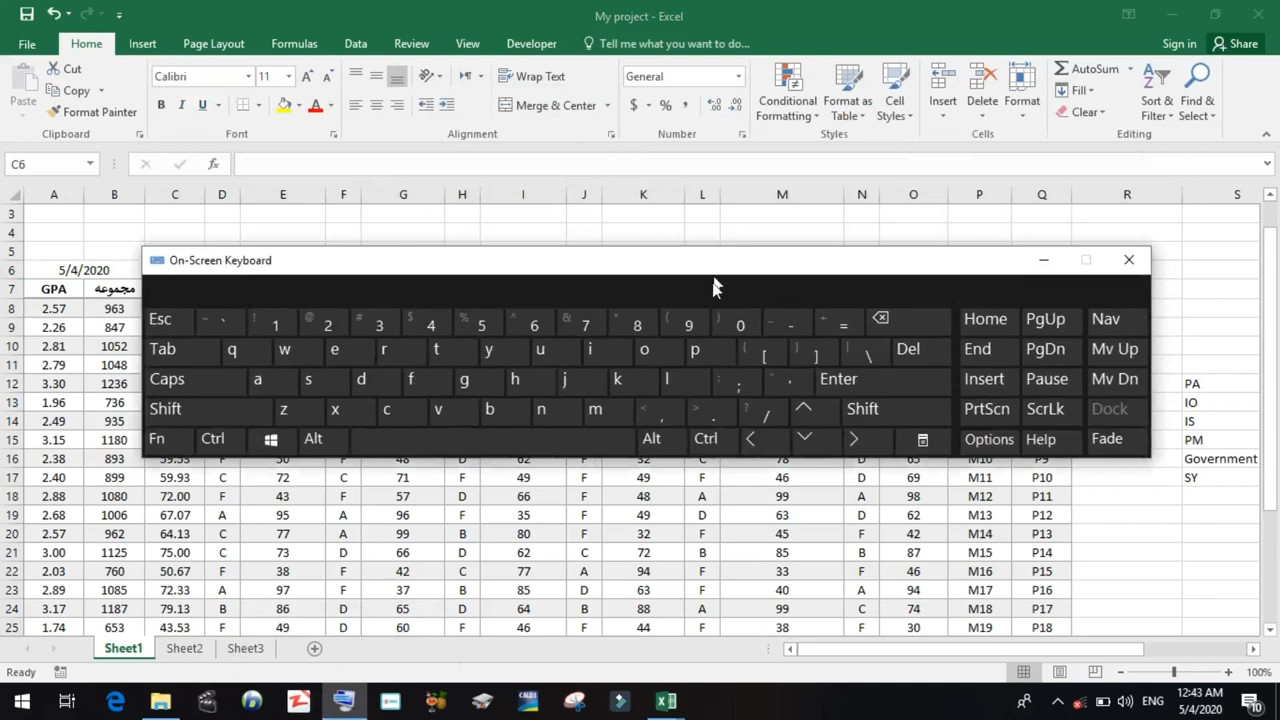 My project - Excel
File Home Insert Page Layout Formulas Data Review View Developer Tell me what you want to do... Sign in Share
Paste Cut Copy Format Painter Clipboard
Calibri 11 B I U A A A Font
Wrap Text Merge & Center Alignment
General $ % , Number
Conditional Formatting Format as Table Cell Styles Styles
Insert Delete Format Cells
AutoSum Fill Clear Sort & Filter Find & Select Editing
C6 fx
A B C D E F G H I J K L M N O P Q R S
3
4
5
6 5/4/2020
7 GPA مجموعه
8 2.57 963
9 2.26 847
10 2.81 1052
11 2.79 1048
12 3.30 1236 PA
13 1.96 736 IO
14 2.49 935 IS
15 3.15 1180 PM
16 2.38 893 59.53 F 50 F 48 D 62 F 32 C 78 D 65 M10 P9 Government
17 2.40 899 59.93 C 72 C 71 F 49 F 49 F 46 D 69 M11 P10 SY
18 2.88 1080 72.00 F 43 F 57 D 66 F 48 A 99 A 98 M12 P11
19 2.68 1006 67.07 A 95 A 96 F 35 F 49 D 63 D 62 M13 P12
20 2.57 962 64.13 C 77 A 99 B 80 F 32 F 45 F 42 M14 P13
21 3.00 1125 75.00 C 73 D 66 D 62 C 72 B 85 B 87 M15 P14
22 2.03 760 50.67 F 38 F 42 C 77 A 94 F 33 F 46 M16 P15
23 2.89 1085 72.33 A 97 F 37 B 85 D 63 F 40 A 94 M17 P16
24 3.17 1187 79.13 B 86 D 65 D 64 B 88 A 99 C 74 M18 P17
25 1.74 653 43.53 F 49 D 60 F 46 F 44 F 38 F 30 M19 P18
On-Screen Keyboard
Esc ~ ` ! 1 @ 2 # 3 $ 4 % 5 ^ 6 & 7 * 8 ( 9 ) 0 _ - + = Home PgUp Nav
Tab q w e r t y u i o p { [ } ] | \ Del End PgDn Mv Up
Caps a s d f g h j k l : ; " ' Enter Insert Pause Mv Dn
Shift z x c v b n m < , > . ? / Shift PrtScn ScrLk Dock
Fn Ctrl Alt Alt Ctrl Options Help Fade
Sheet1 Sheet2 Sheet3
Ready 100%
ENG 12:43 AM
5/4/2020 10